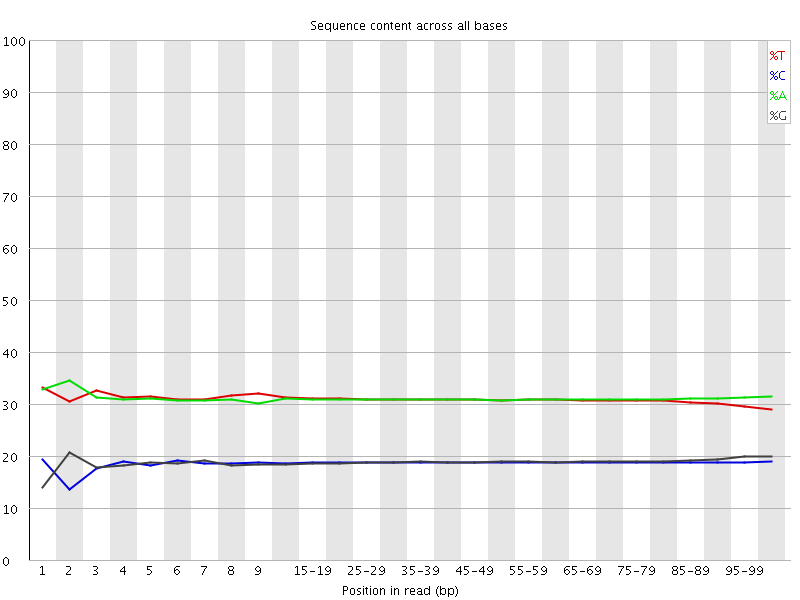 Sequence content across all bases
100
90
80
70
60
50
40
30
20
10
0
%T
%C
%A
%G
1 2 3 4 5 6 7 8 9 15-19 25-29 35-39 45-49 55-59 65-69 75-79 85-89 95-99
Position in read (bp)